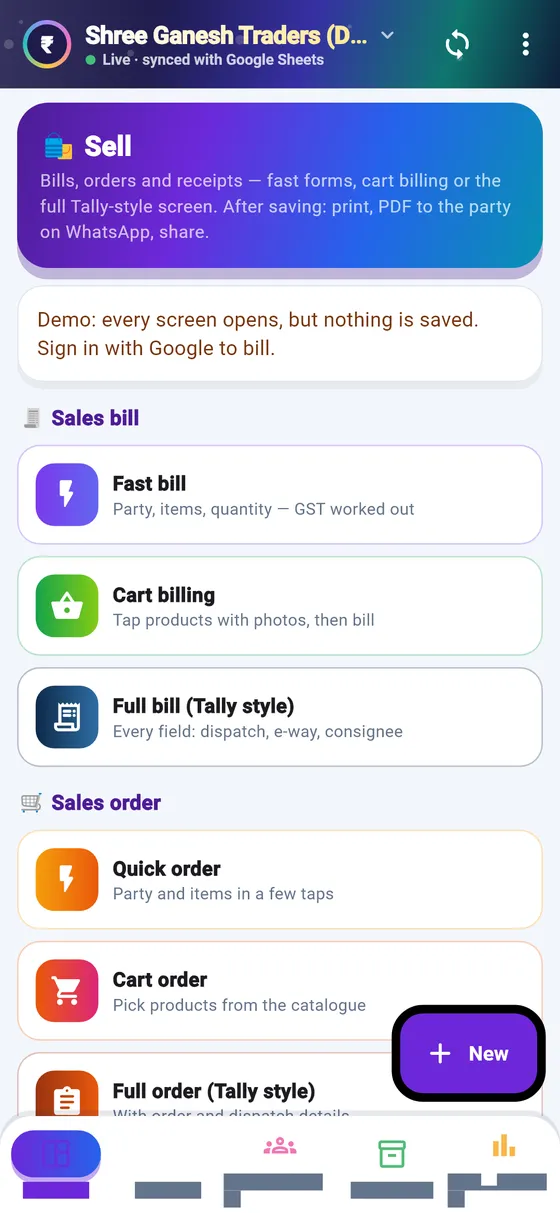 Shree Ganesh Traders (D...
Live · synced with Google Sheets
Sell
Bills, orders and receipts — fast forms, cart billing or the
full Tally-style screen. After saving: print, PDF to the party
on WhatsApp, share.
Demo: every screen opens, but nothing is saved.
Sign in with Google to bill.
Sales bill
Fast bill
Party, items, quantity — GST worked out
Cart billing
Tap products with photos, then bill
Full bill (Tally style)
Every field: dispatch, e-way, consignee
Sales order
Quick order
Party and items in a few taps
Cart order
Pick products from the catalogue
New
Full order (Tally style)
With order and dispatch details